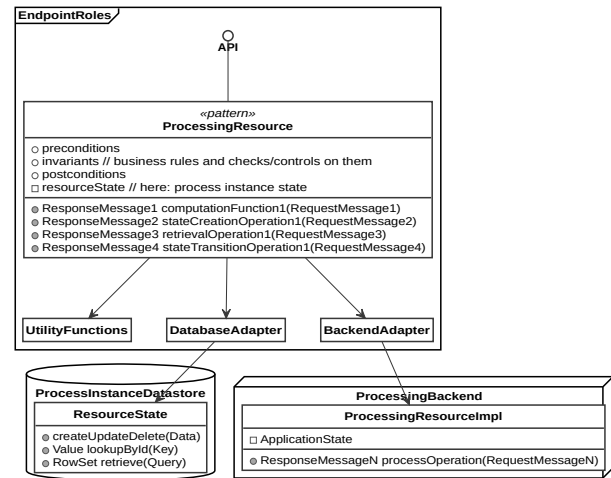 EndpointRoles
API
«pattern»
ProcessingResource
preconditions
invariants // business rules and checks/controls on them
postconditions
resourceState // here: process instance state
ResponseMessage1 computationFunction1(RequestMessage1)
ResponseMessage2 stateCreationOperation1(RequestMessage2)
ResponseMessage3 retrievalOperation1(RequestMessage3)
ResponseMessage4 stateTransitionOperation1(RequestMessage4)
UtilityFunctions
DatabaseAdapter
BackendAdapter
ProcessInstanceDatastore
ResourceState
createUpdateDelete(Data)
Value lookupById(Key)
RowSet retrieve(Query)
ProcessingBackend
ProcessingResourceImpl
ApplicationState
ResponseMessageN processOperation(RequestMessageN)